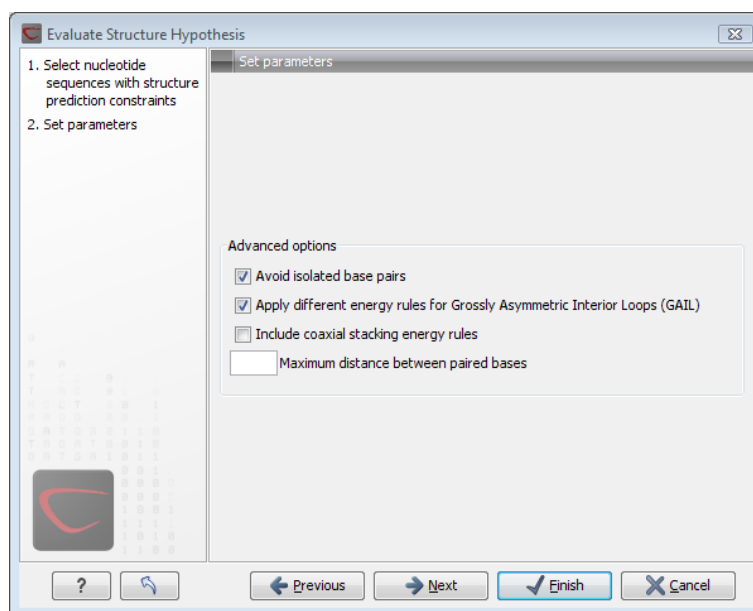 Evaluate Structure Hypothesis
1. Select nucleotide
sequences with structure
prediction constraints
2. Set parameters
Set parameters
Advanced options
Avoid isolated base pairs
Apply different energy rules for Grossly Asymmetric Interior Loops (GAIL)
Include coaxial stacking energy rules
Maximum distance between paired bases
?
Previous
Next
Finish
Cancel